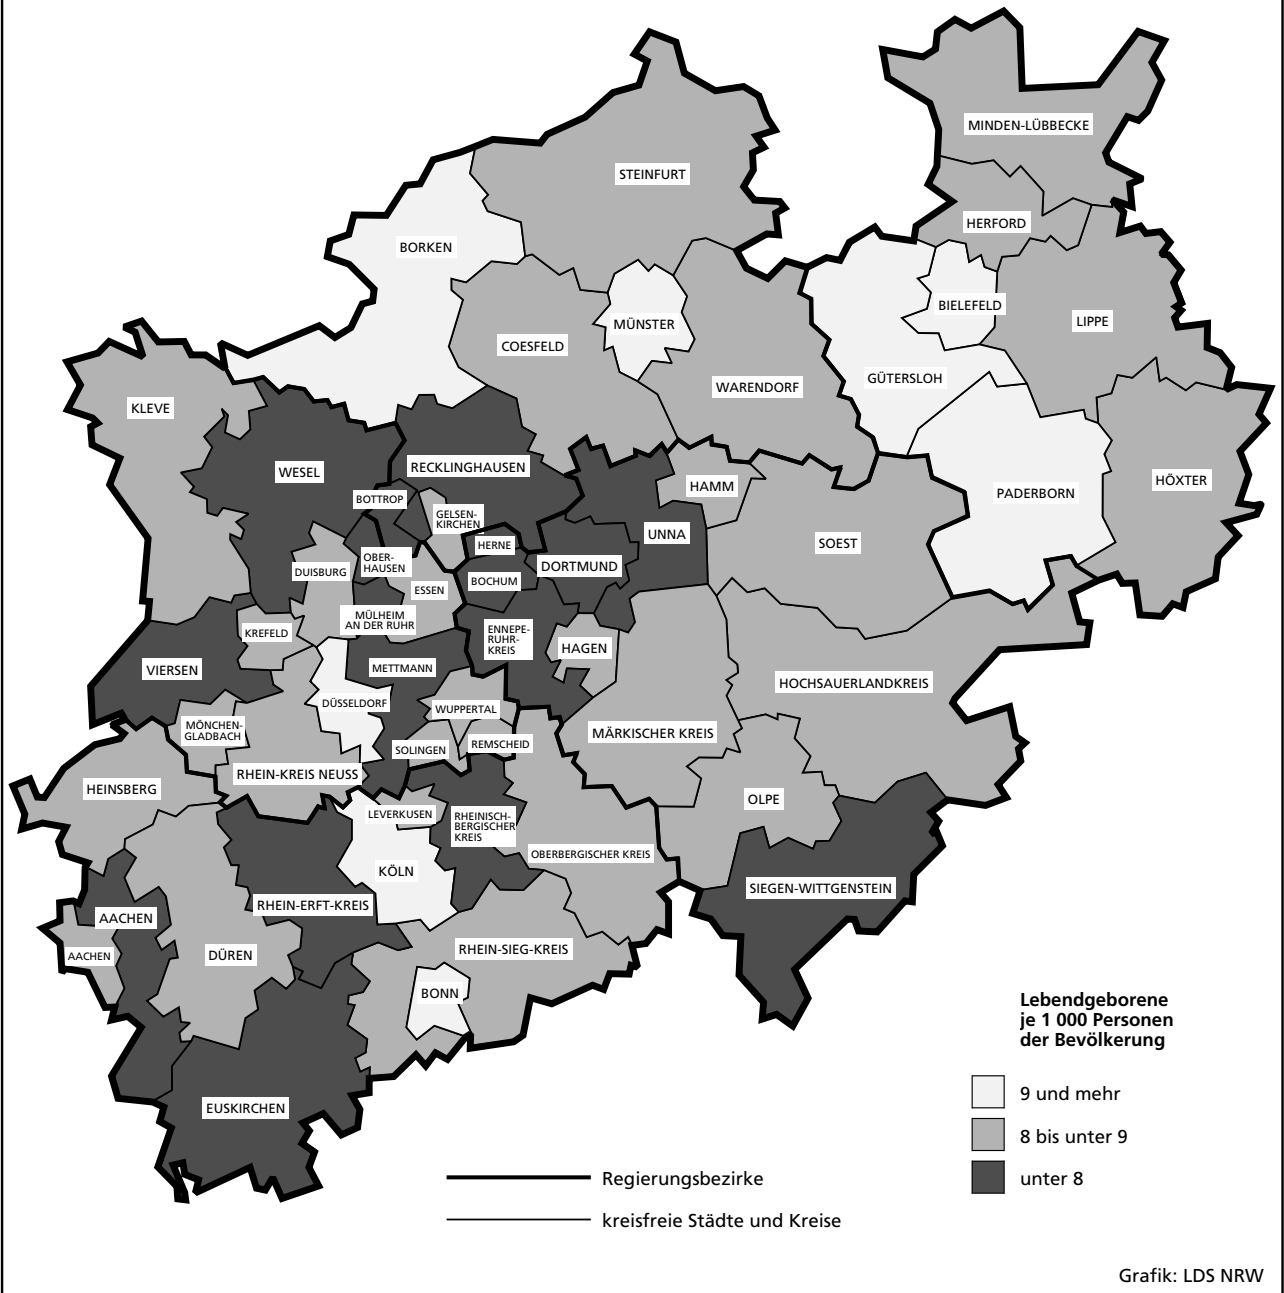 MINDEN-LÜBBECKE
STEINFURT
HERFORD
BORKEN
BIELEFELD
LIPPE
MÜNSTER
COESFELD
GÜTERSLOH
WARENDORF
KLEVE
RECKLINGHAUSEN
WESEL
HÖXTER
HAMM
PADERBORN
BOTTROP
GELSEN-
KIRCHEN
UNNA
SOEST
HERNE
OBER-
HAUSEN
DORTMUND
DUISBURG
BOCHUM
ESSEN
MÜLHEIM
AN DER RUHR
KREFELD
ENNEPE-
RUHR-
KREIS
HAGEN
VIERSEN
METTMANN
HOCHSAUERLANDKREIS
DÜSSELDORF
WUPPERTAL
MÖNCHEN-
GLADBACH
MÄRKISCHER KREIS
SOLINGEN
REMSCHEID
RHEIN-KREIS NEUSS
HEINSBERG
OLPE
LEVERKUSEN
RHEINISCH-
BERGISCHER
KREIS
OBERBERGISCHER KREIS
KÖLN
SIEGEN-WITTGENSTEIN
RHEIN-ERFT-KREIS
AACHEN
RHEIN-SIEG-KREIS
AACHEN
DÜREN
BONN
EUSKIRCHEN
Lebendgeborene
je 1 000 Personen
der Bevölkerung
9 und mehr
8 bis unter 9
unter 8
Regierungsbezirke
kreisfreie Städte und Kreise
Grafik: LDS NRW